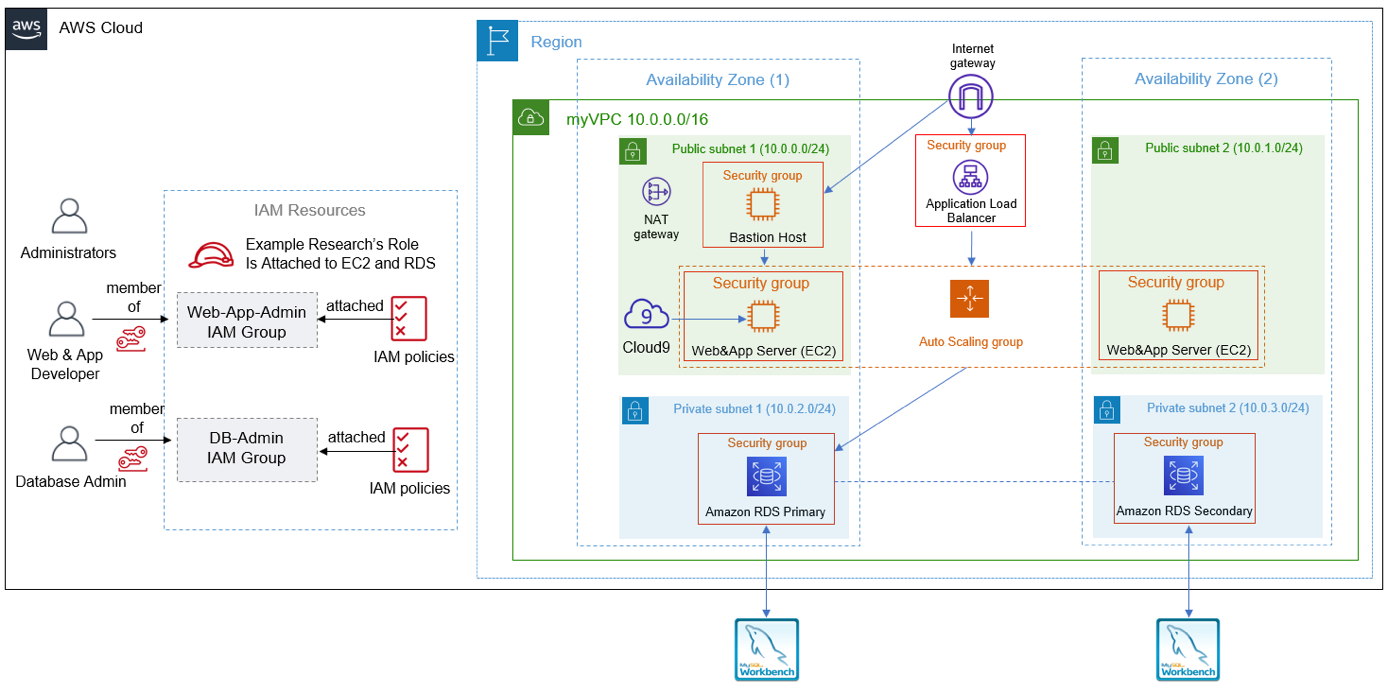 aws
AWS Cloud
Region
Internet
gateway
Availability Zone (1)
Availability Zone (2)
myVPC 10.0.0.0/16
Public subnet 1 (10.0.0.0/24)
Security group
Public subnet 2 (10.0.1.0/24)
Security group
NAT
gateway
Bastion Host
Application Load
Balancer
IAM Resources
Administrators
Example Research's Role
Is Attached to EC2 and RDS
member
of
Web-App-Admin
IAM Group
attached
IAM policies
Web & App
Developer
Security group
9
Cloud9
Web&App Server (EC2)
Auto Scaling group
Security group
Web&App Server (EC2)
member
of
DB-Admin
IAM Group
attached
IAM policies
Database Admin
Private subnet 1 (10.0.2.0/24)
Security group
Amazon RDS Primary
Private subnet 2 (10.0.3.0/24)
Security group
Amazon RDS Secondary
MySQL
Workbench
MySQL
Workbench